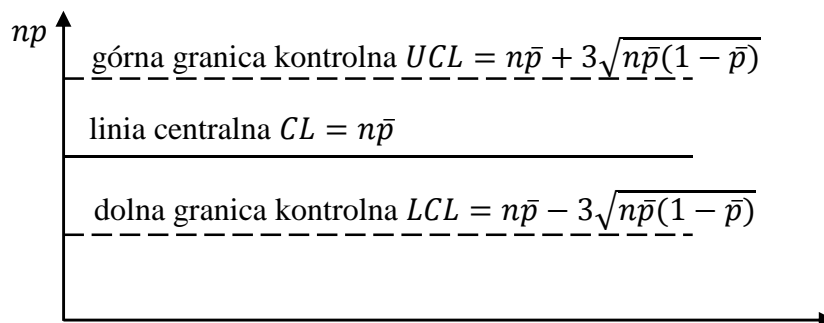 np
górna granica kontrolna UCL = np̄ + 3√np̄(1 − p̄)
linia centralna CL = np̄
dolna granica kontrolna LCL = np̄ − 3√np̄(1 − p̄)